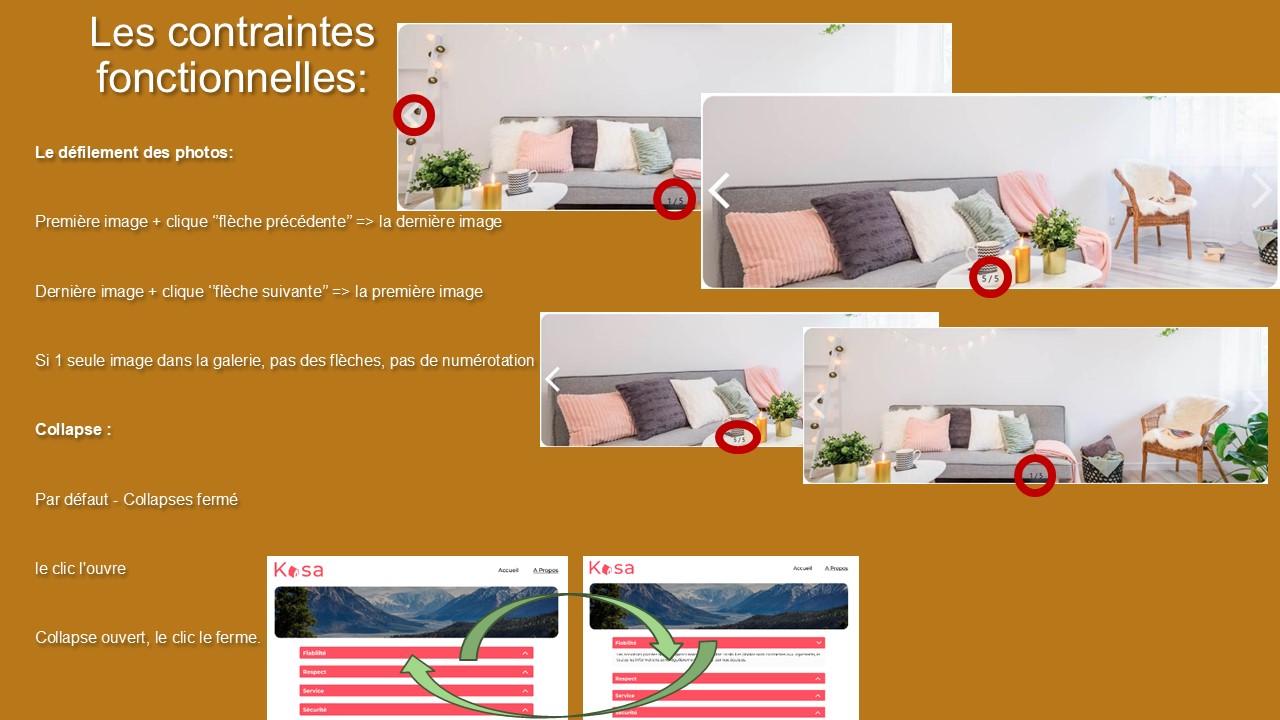 Les contraintes
fonctionnelles:
Le défilement des photos:
Première image + clique ‘’flèche précédente’’ => la dernière image
Dernière image + clique ‘’flèche suivante’’ => la première image
Si 1 seule image dans la galerie, pas des flèches, pas de numérotation
Collapse :
Par défaut - Collapses fermé
le clic l’ouvre
Collapse ouvert, le clic le ferme.
1 / 5
5 / 5
5 / 5
1 / 5
Kasa
Accueil
A Propos
Fiabilité
Respect
Service
Sécurité
Kasa
Accueil
A Propos
Fiabilité
Respect
Service
Sécurité